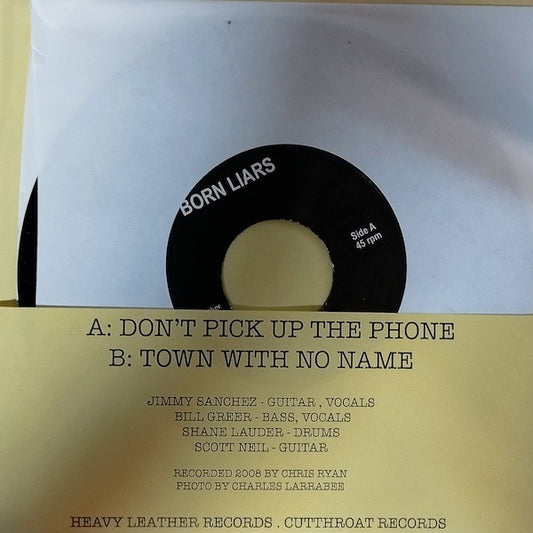 BORN LIARS
Side A
45 rpm
A: DON'T PICK UP THE PHONE
B: TOWN WITH NO NAME
JIMMY SANCHEZ - GUITAR , VOCALS
BILL GREER - BASS, VOCALS
SHANE LAUDER - DRUMS
SCOTT NEIL - GUITAR
RECORDED 2008 BY CHRIS RYAN
PHOTO BY CHARLES LARRABEE
HEAVY LEATHER RECORDS . CUTTHROAT RECORDS